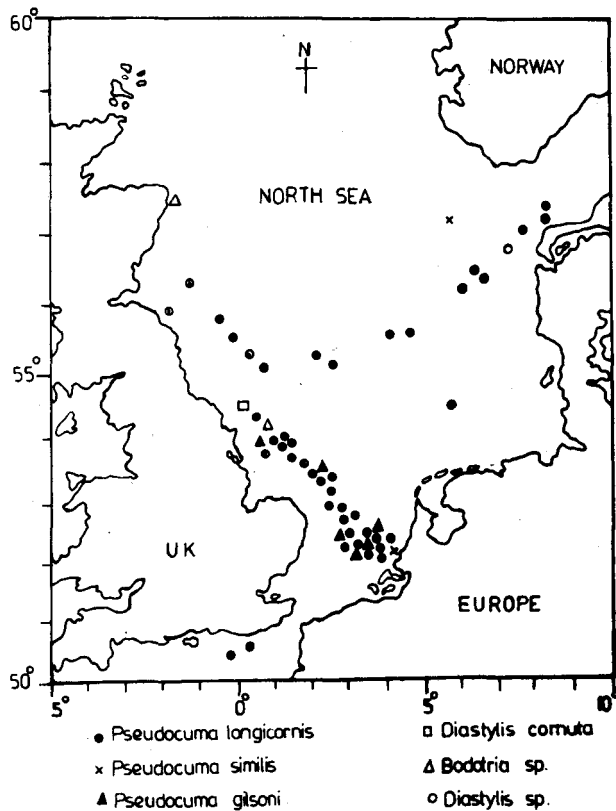 60°
N
NORWAY
NORTH SEA
55°
UK
EUROPE
50°
5°
0°
5°
10°
● Pseudocuma longicornis
× Pseudocuma similis
▲ Pseudocuma gilsoni
□ Diastylis cornuta
△ Bodotria sp.
○ Diastylis sp.